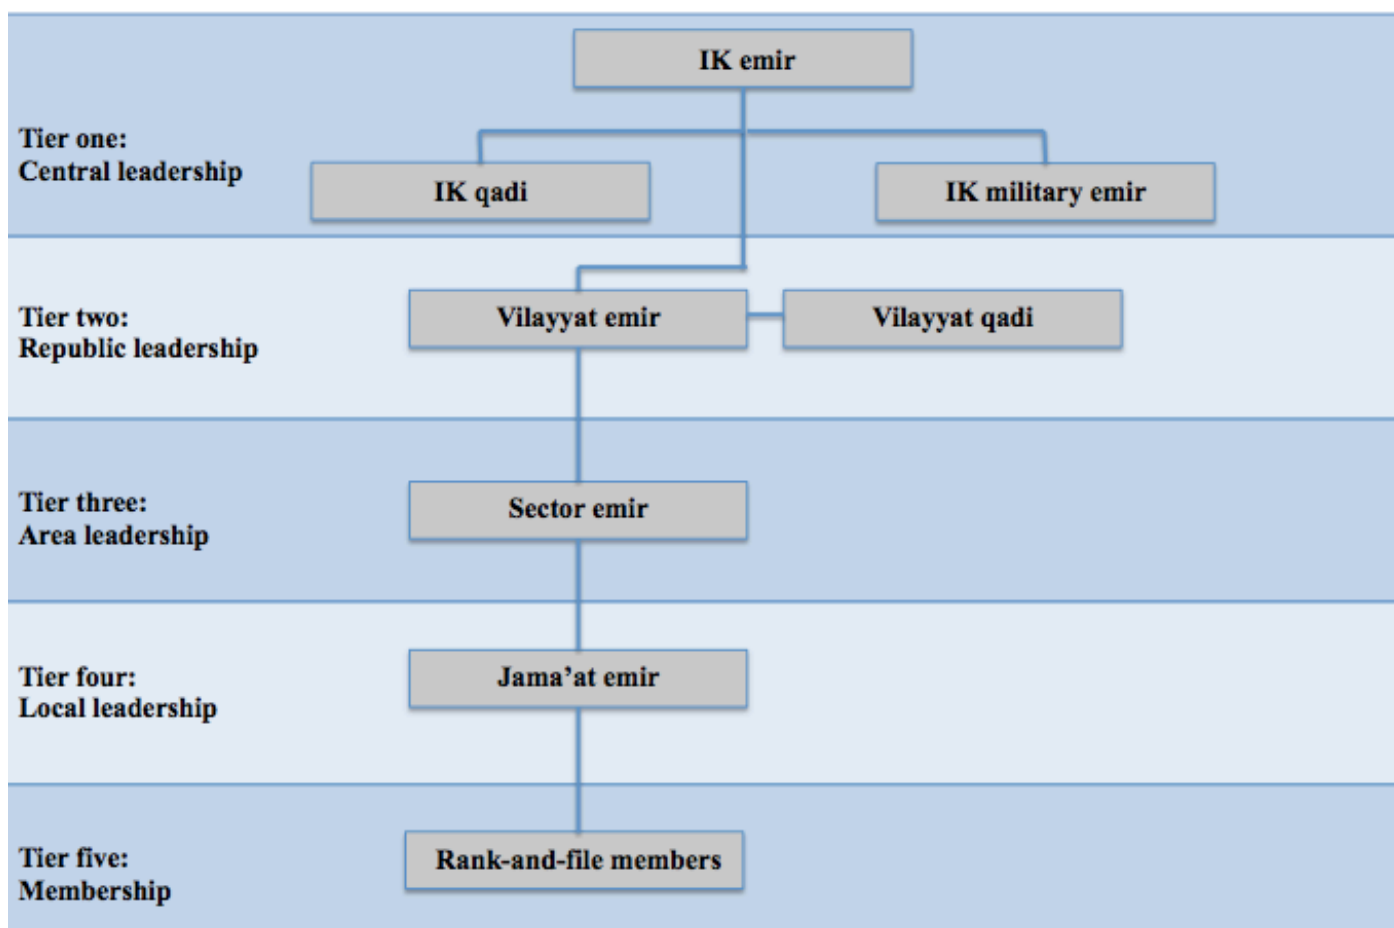 IK emir
Tier one:
Central leadership
IK qadi
IK military emir
Tier two:
Republic leadership
Vilayyat emir
Vilayyat qadi
Tier three:
Area leadership
Sector emir
Tier four:
Local leadership
Jama’at emir
Tier five:
Membership
Rank-and-file members